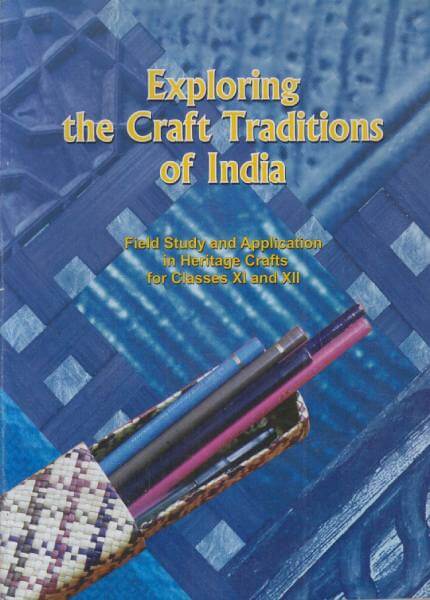 Exploring
the Craft Traditions
of India
Field Study and Application
in Heritage Crafts
for Classes XI and XII